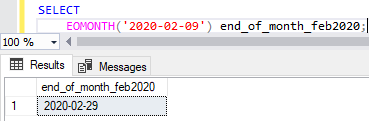 SELECT
EOMONTH('2020-02-09') end_of_month_feb2020;
100 %
Results Messages
end_of_month_feb2020
1 2020-02-29